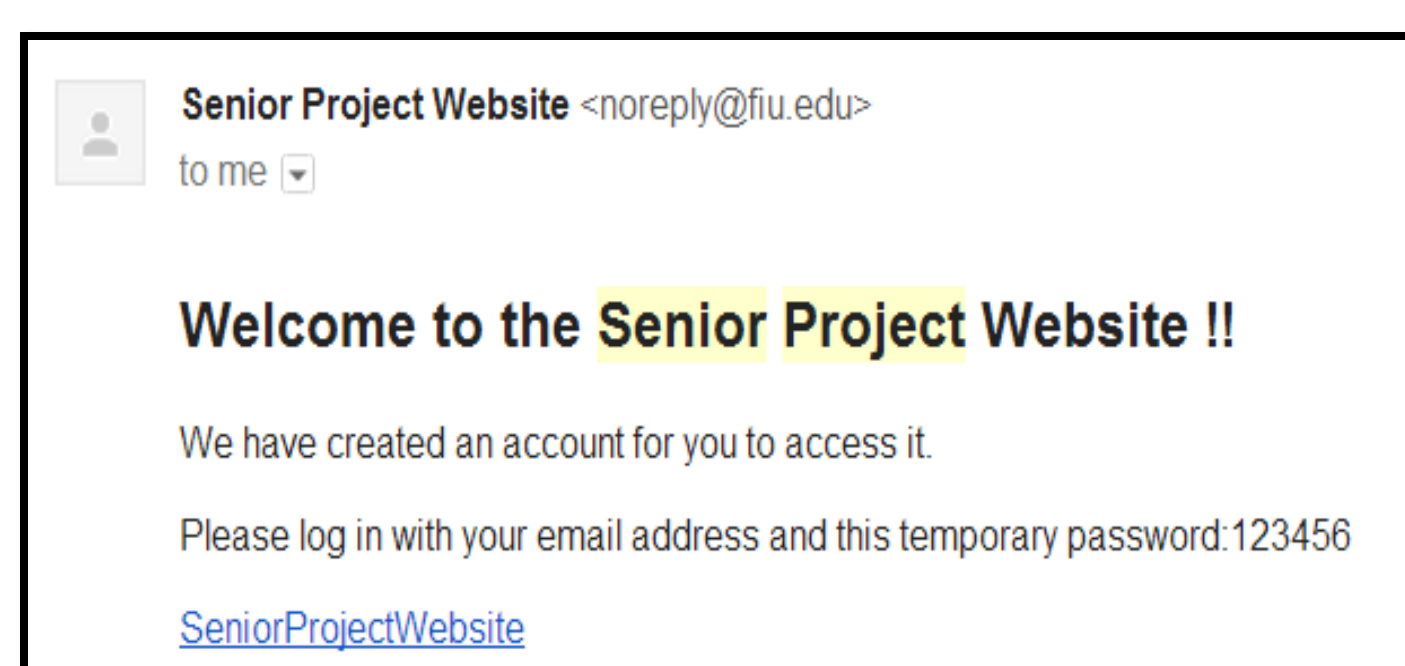 Senior Project Website <noreply@fiu.edu>
to me
Welcome to the Senior Project Website !!
We have created an account for you to access it.
Please log in with your email address and this temporary password:123456
SeniorProjectWebsite